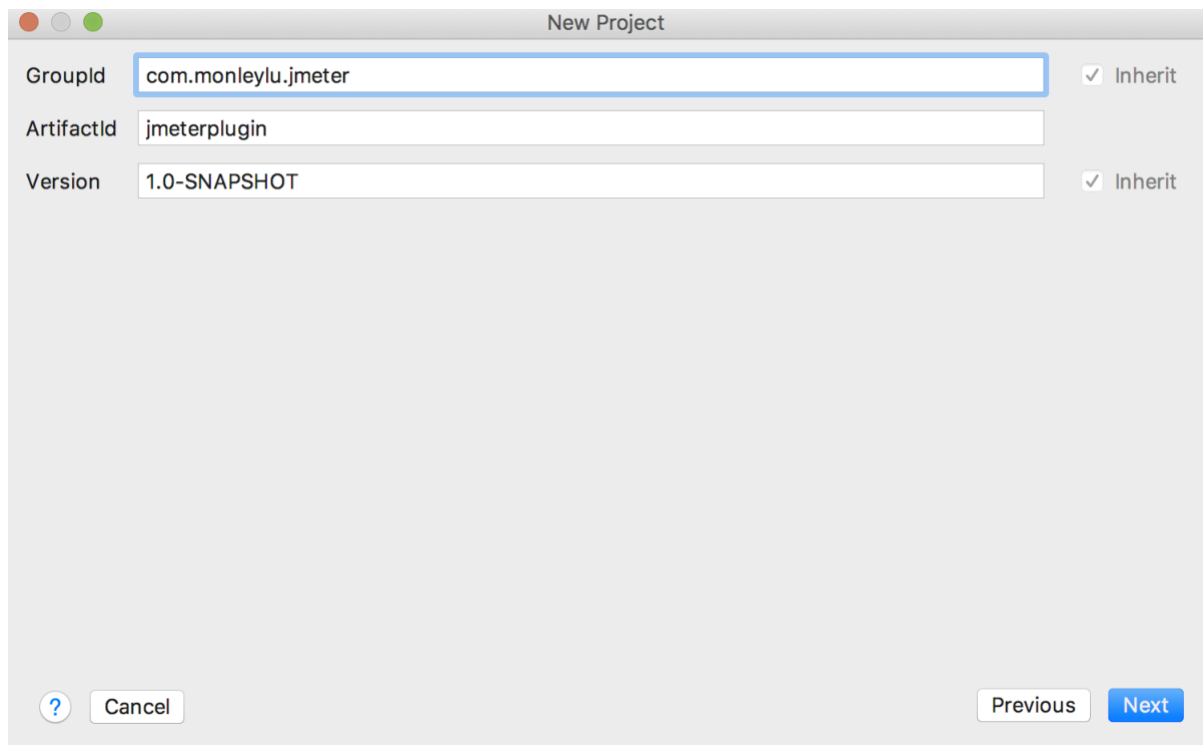 New Project
GroupId com.monleylu.jmeter Inherit
ArtifactId jmeterplugin
Version 1.0-SNAPSHOT Inherit
? Cancel Previous Next